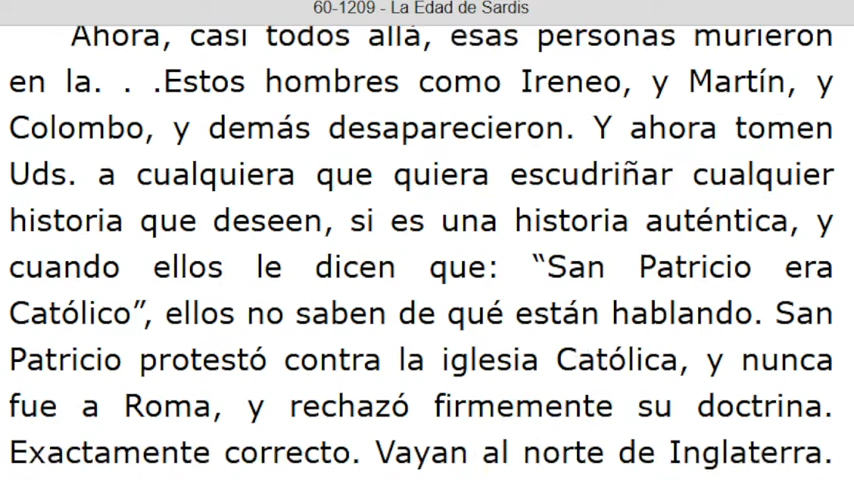 60-1209 - La Edad de Sardis
Ahora, casi todos allá, esas personas murieron
en la. . .Estos hombres como Ireneo, y Martín, y
Colombo, y demás desaparecieron. Y ahora tomen
Uds. a cualquiera que quiera escudriñar cualquier
historia que deseen, si es una historia auténtica, y
cuando ellos le dicen que: “San Patricio era
Católico”, ellos no saben de qué están hablando. San
Patricio protestó contra la iglesia Católica, y nunca
fue a Roma, y rechazó firmemente su doctrina.
Exactamente correcto. Vayan al norte de Inglaterra.